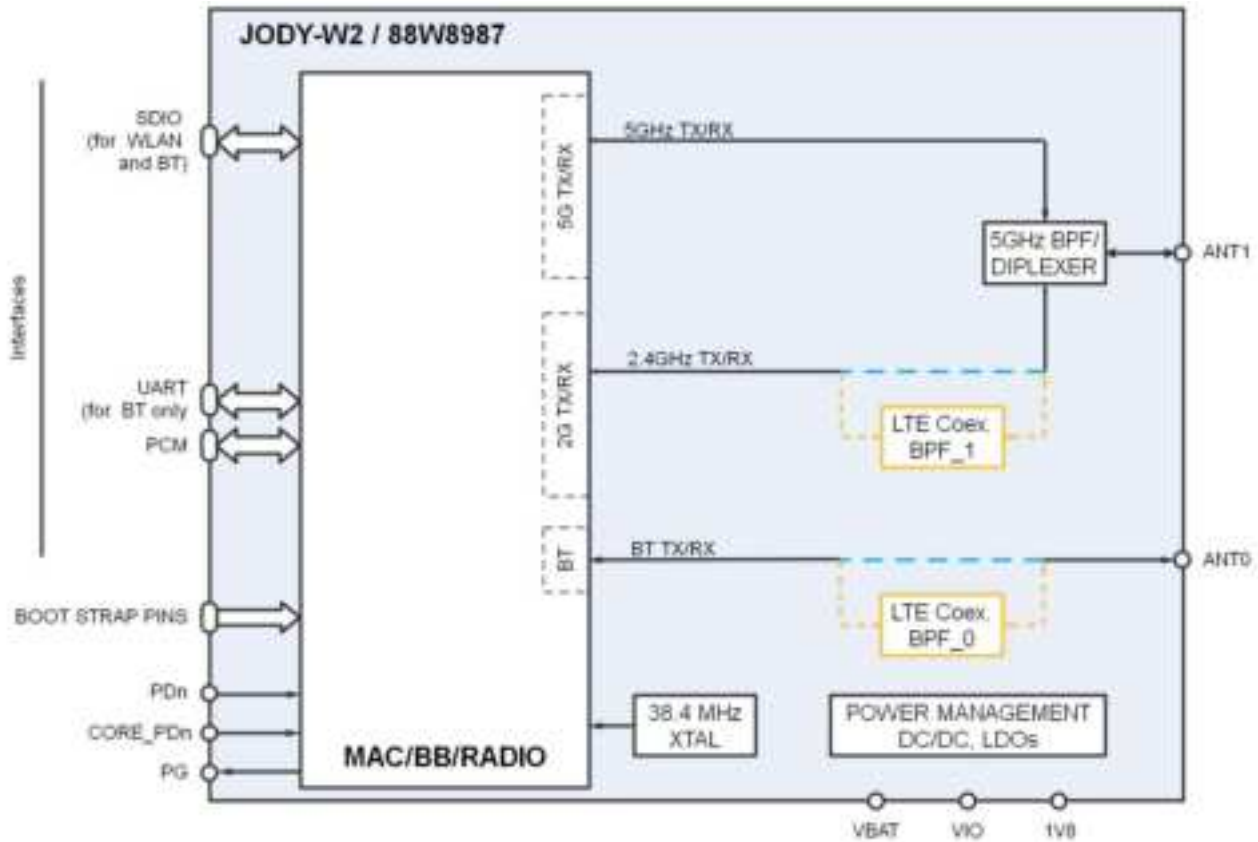 JODY-W2 / 88W8987
Interfaces
SDIO
(for WLAN
and BT)
UART
(for BT only
PCM
BOOT STRAP PINS
PDn
CORE_PDn
PG
5G TX/RX
2G TX/RX
BT
MAC/BB/RADIO
5GHz TX/RX
5GHz BPF/
DIPLEXER
ANT1
2.4GHz TX/RX
LTE Coex.
BPF_1
BT TX/RX
ANT0
LTE Coex.
BPF_0
38.4 MHz
XTAL
POWER MANAGEMENT
DC/DC, LDOs
VBAT
VIO
1V8